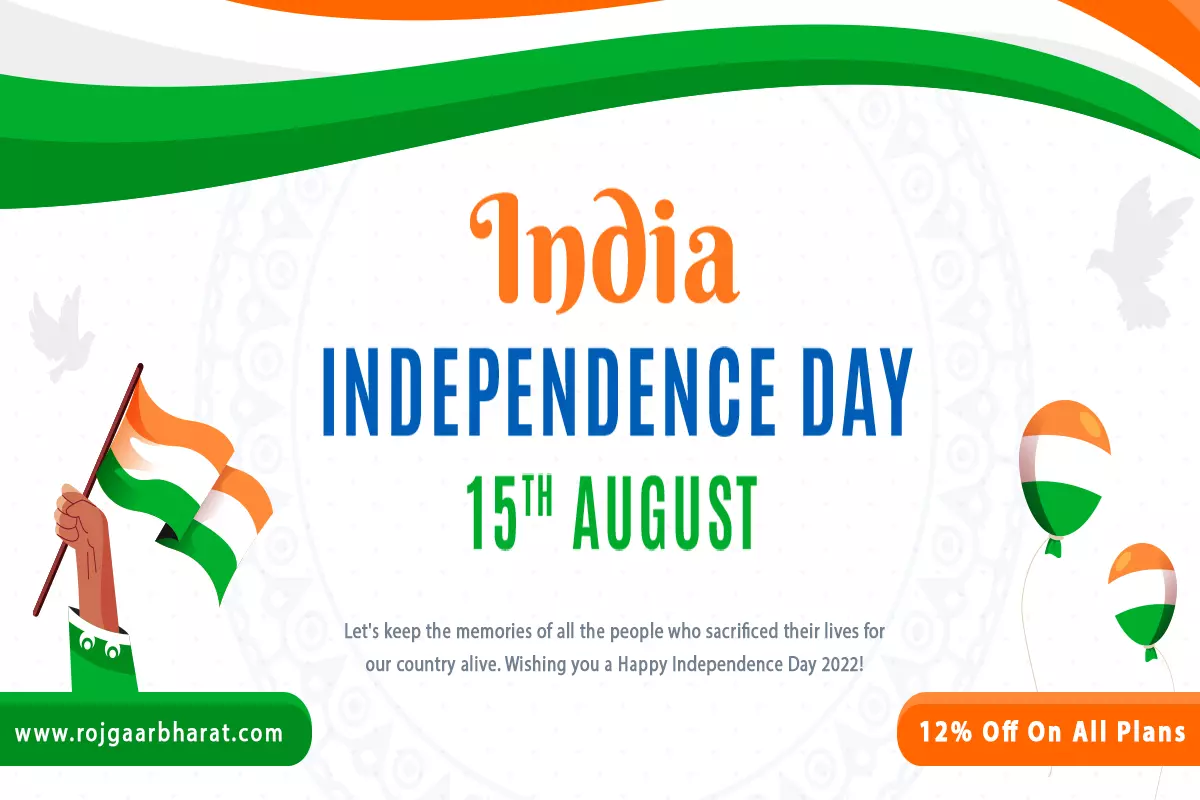 India
INDEPENDENCE DAY
15TH AUGUST
Let's keep the memories of all the people who sacrificed their lives for
our country alive. Wishing you a Happy Independence Day 2022!
www.rojgaarbharat.com
12% Off On All Plans